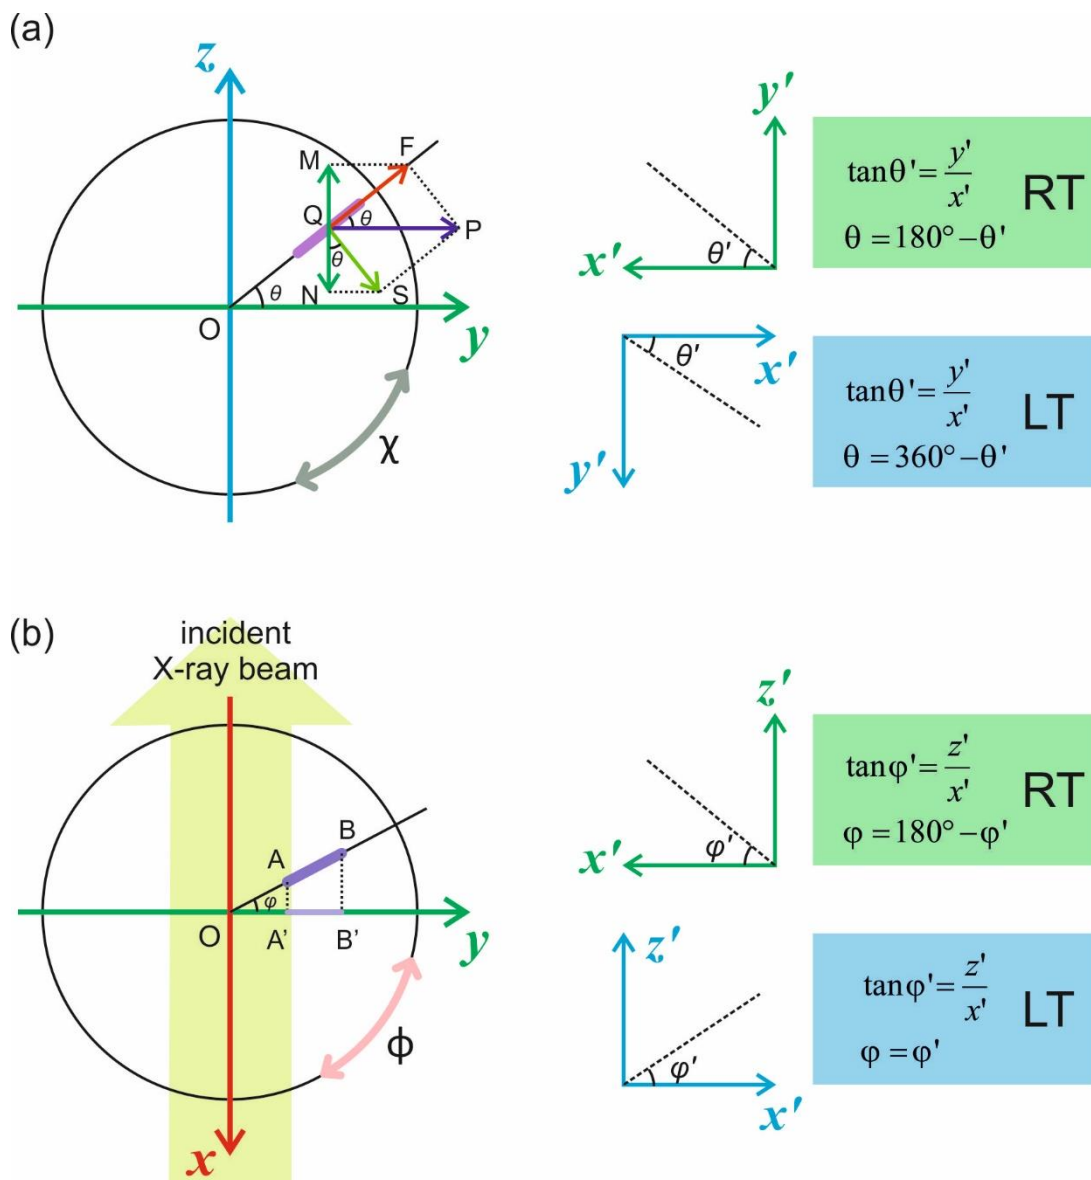 (a)
z
M
F
Q
θ
P
θ
N
S
θ
O
y
χ
y'
θ'
x'
tanθ' = y'/x'
RT
θ = 180° − θ'
θ'
x'
y'
tanθ' = y'/x'
LT
θ = 360° − θ'
(b)
incident
X-ray beam
B
A
φ
O
A'
B'
y
ϕ
x
z'
φ'
x'
tanφ' = z'/x'
RT
φ = 180° − φ'
z'
φ'
x'
tanφ' = z'/x'
LT
φ = φ'